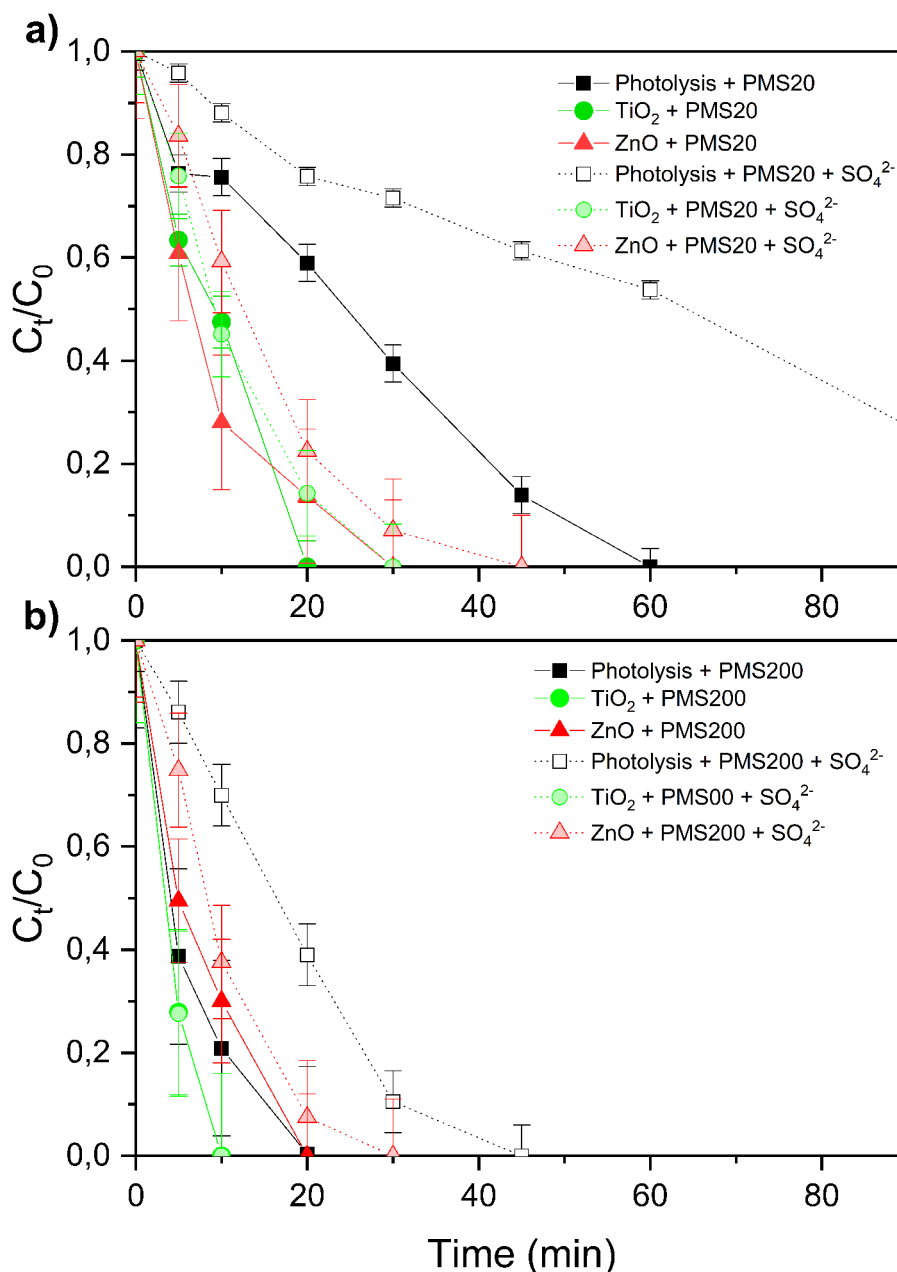 a)
1,0
0,8
0,6
0,4
0,2
0,0
Cₜ/C₀
Photolysis + PMS20
TiO₂ + PMS20
ZnO + PMS20
Photolysis + PMS20 + SO₄²⁻
TiO₂ + PMS20 + SO₄²⁻
ZnO + PMS20 + SO₄²⁻
0 20 40 60 80
b)
1,0
0,8
0,6
0,4
0,2
0,0
Cₜ/C₀
Photolysis + PMS200
TiO₂ + PMS200
ZnO + PMS200
Photolysis + PMS200 + SO₄²⁻
TiO₂ + PMS00 + SO₄²⁻
ZnO + PMS200 + SO₄²⁻
0 20 40 60 80
Time (min)